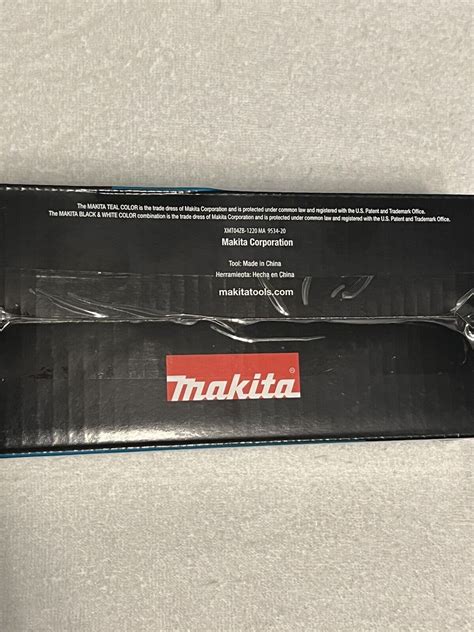 The MAKITA TEAL COLOR is the trade dress of Makita Corporation and is protected under common law and registered with the U.S. Patent and Trademark Office.
The MAKITA BLACK & WHITE COLOR combination is the trade dress of Makita Corporation and is protected under common law and registered with the U.S. Patent and Trademark Office.
XMT04ZB-1220 MA 9534-20
Makita Corporation
Tool: Made in China
Herramienta: Hecha en China
makitatools.com
makita®